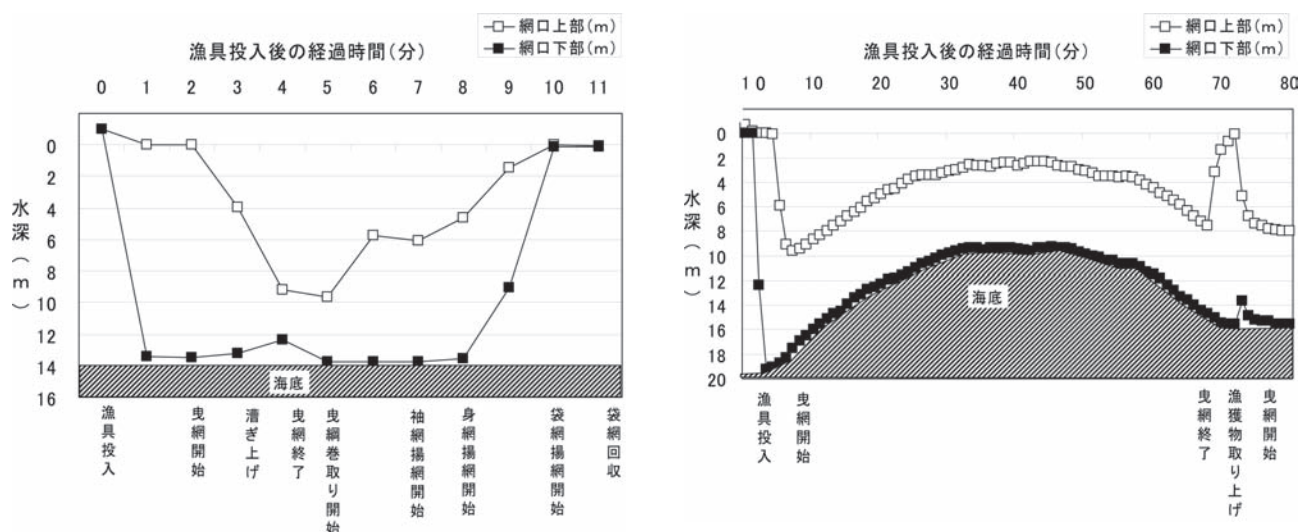 網口上部(m)
網口下部(m)
漁具投入後の経過時間(分)
0 1 2 3 4 5 6 7 8 9 10 11
0
2
4
6
8
10
12
14
16
水深(m)
海底
漁具投入
曳網開始
漕ぎ上げ
曳網終了
曳綱巻取り開始
袖網揚網開始
身網揚網開始
袋網揚網開始
袋網回収
網口上部(m)
網口下部(m)
漁具投入後の経過時間(分)
1 0 10 20 30 40 50 60 70 80
0
2
4
6
8
10
12
14
16
18
20
水深(m)
海底
漁具投入
曳網開始
曳網終了
漁獲物取り上げ
曳網開始